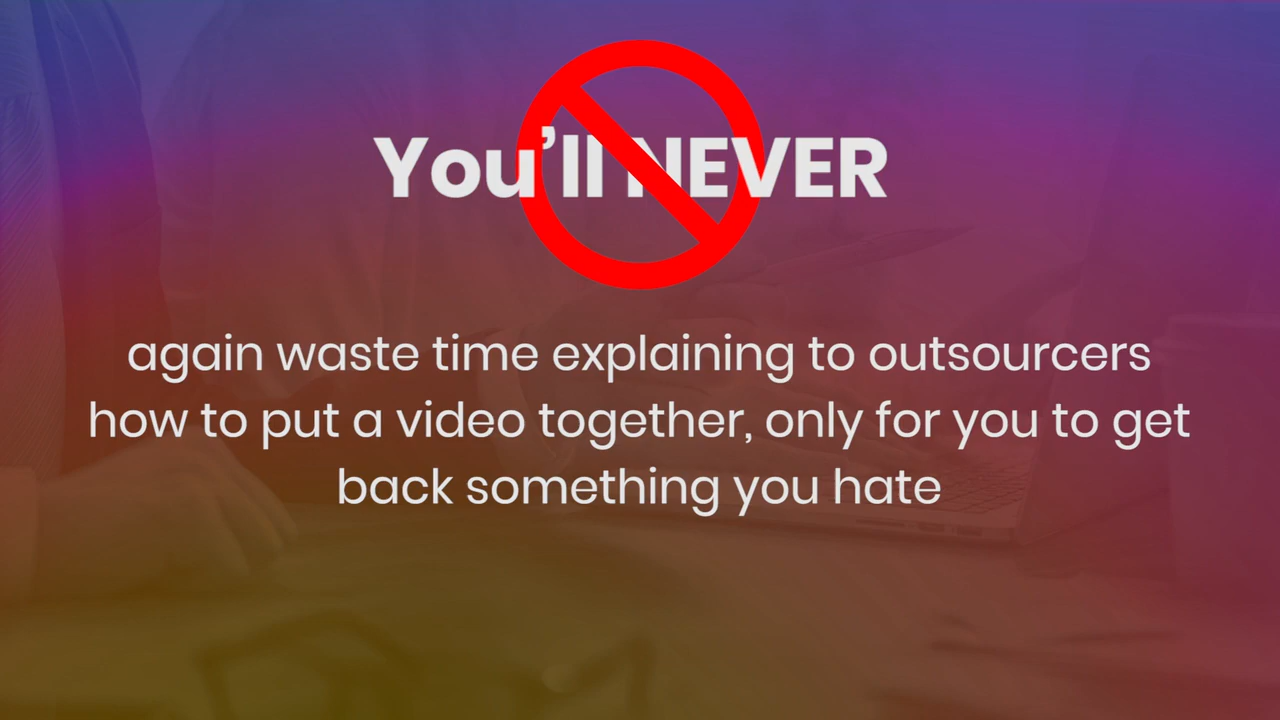 You’ll NEVER
again waste time explaining to outsourcers
how to put a video together, only for you to get
back something you hate